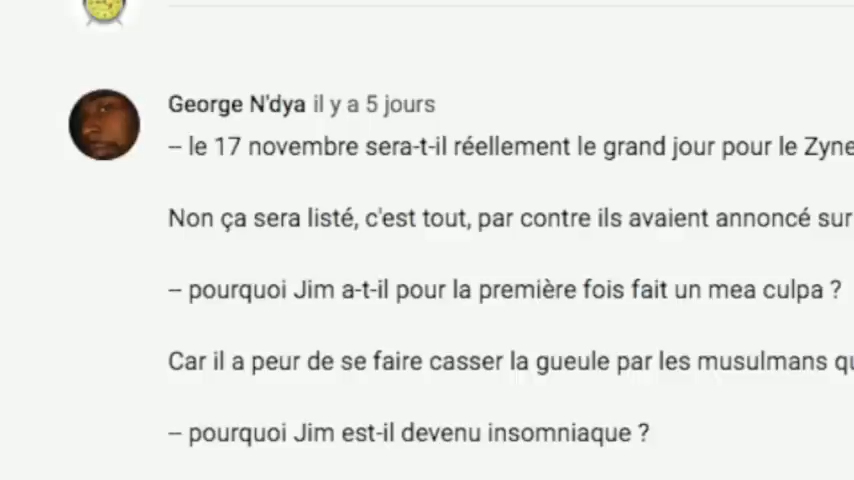 George N'dya il y a 5 jours
– le 17 novembre sera-t-il réellement le grand jour pour le Zyne
Non ça sera listé, c'est tout, par contre ils avaient annoncé sur
– pourquoi Jim a-t-il pour la première fois fait un mea culpa ?
Car il a peur de se faire casser la gueule par les musulmans qu
– pourquoi Jim est-il devenu insomniaque ?